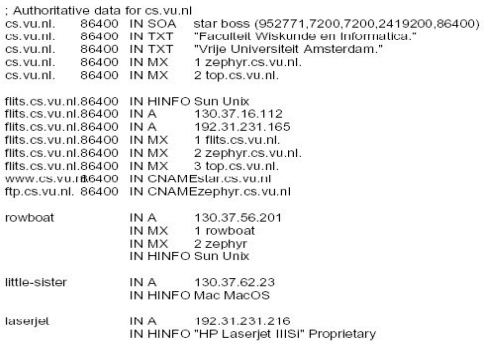 ; Authoritative data for cs.vu.nl
cs.vu.nl. 86400 IN SOA star boss (952771,7200,7200,2419200,86400)
cs.vu.nl. 86400 IN TXT "Faculteit Wiskunde en Informatica."
cs.vu.nl. 86400 IN TXT "Vrije Universiteit Amsterdam."
cs.vu.nl. 86400 IN MX 1 zephyr.cs.vu.nl.
cs.vu.nl. 86400 IN MX 2 top.cs.vu.nl.
flits.cs.vu.nl.86400 IN HINFO Sun Unix
flits.cs.vu.nl.86400 IN A 130.37.16.112
flits.cs.vu.nl.86400 IN A 192.31.231.165
flits.cs.vu.nl.86400 IN MX 1 flits.cs.vu.nl.
flits.cs.vu.nl.86400 IN MX 2 zephyr.cs.vu.nl.
flits.cs.vu.nl.86400 IN MX 3 top.cs.vu.nl.
www.cs.vu.nl.86400 IN CNAMEstar.cs.vu.nl
ftp.cs.vu.nl. 86400 IN CNAMEzephyr.cs.vu.nl
rowboat IN A 130.37.56.201
IN MX 1 rowboat
IN MX 2 zephyr
IN HINFO Sun Unix
little-sister IN A 130.37.62.23
IN HINFO Mac MacOS
laserjet IN A 192.31.231.216
IN HINFO "HP Laserjet IIISi" Proprietary